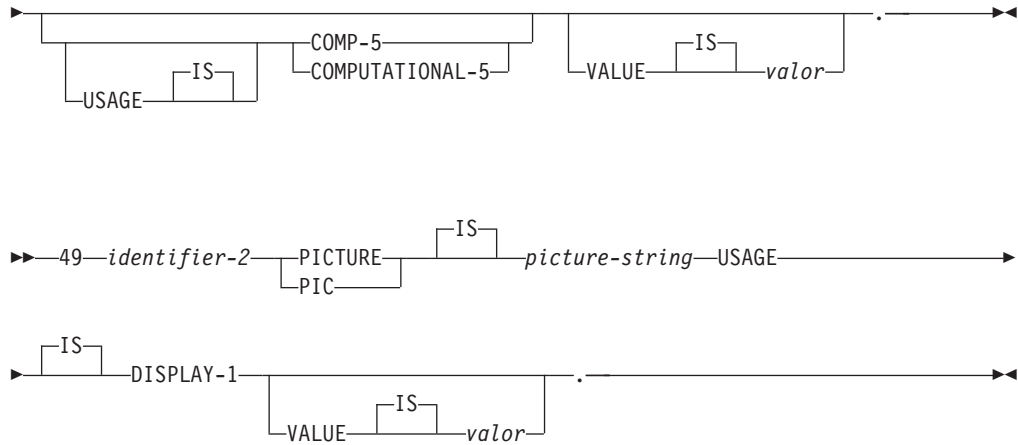 COMP-5
IS
COMPUTATIONAL-5
USAGE
IS
VALUE valor
.
IS
49 identifier-2 PICTURE picture-string USAGE
PIC
IS
DISPLAY-1
.
IS
VALUE valor